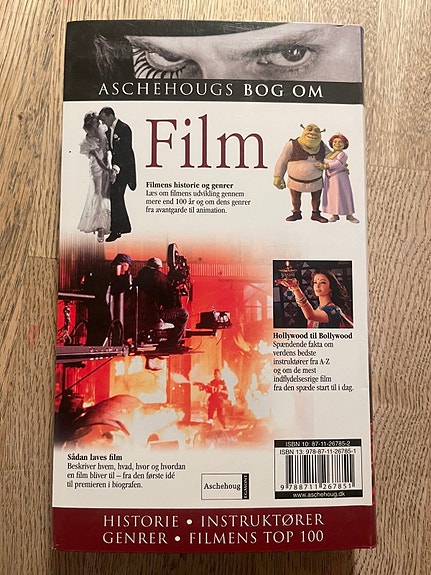 ASCHEHOUGS BOG OM
Film
Filmens historie og genrer
Læs om filmens udvikling gennem
mere end 100 år og om dens genrer
fra avantgarde til animation.
Hollywood til Bollywood
Spændende fakta om
verdens bedste
instruktører fra A-Z
og om de mest
indflydelsesrige film
fra den spæde start til i dag.
Sådan laves film
Beskriver hvem, hvad, hvor og hvordan
en film bliver til – fra den første idé
til premieren i biografen.
Aschehoug
EGMONT
ISBN 10: 87-11-26785-2
ISBN 13: 978-87-11-26785-1
9 788711 267851
www.aschehoug.dk
HISTORIE • INSTRUKTØRER
GENRER • FILMENS TOP 100